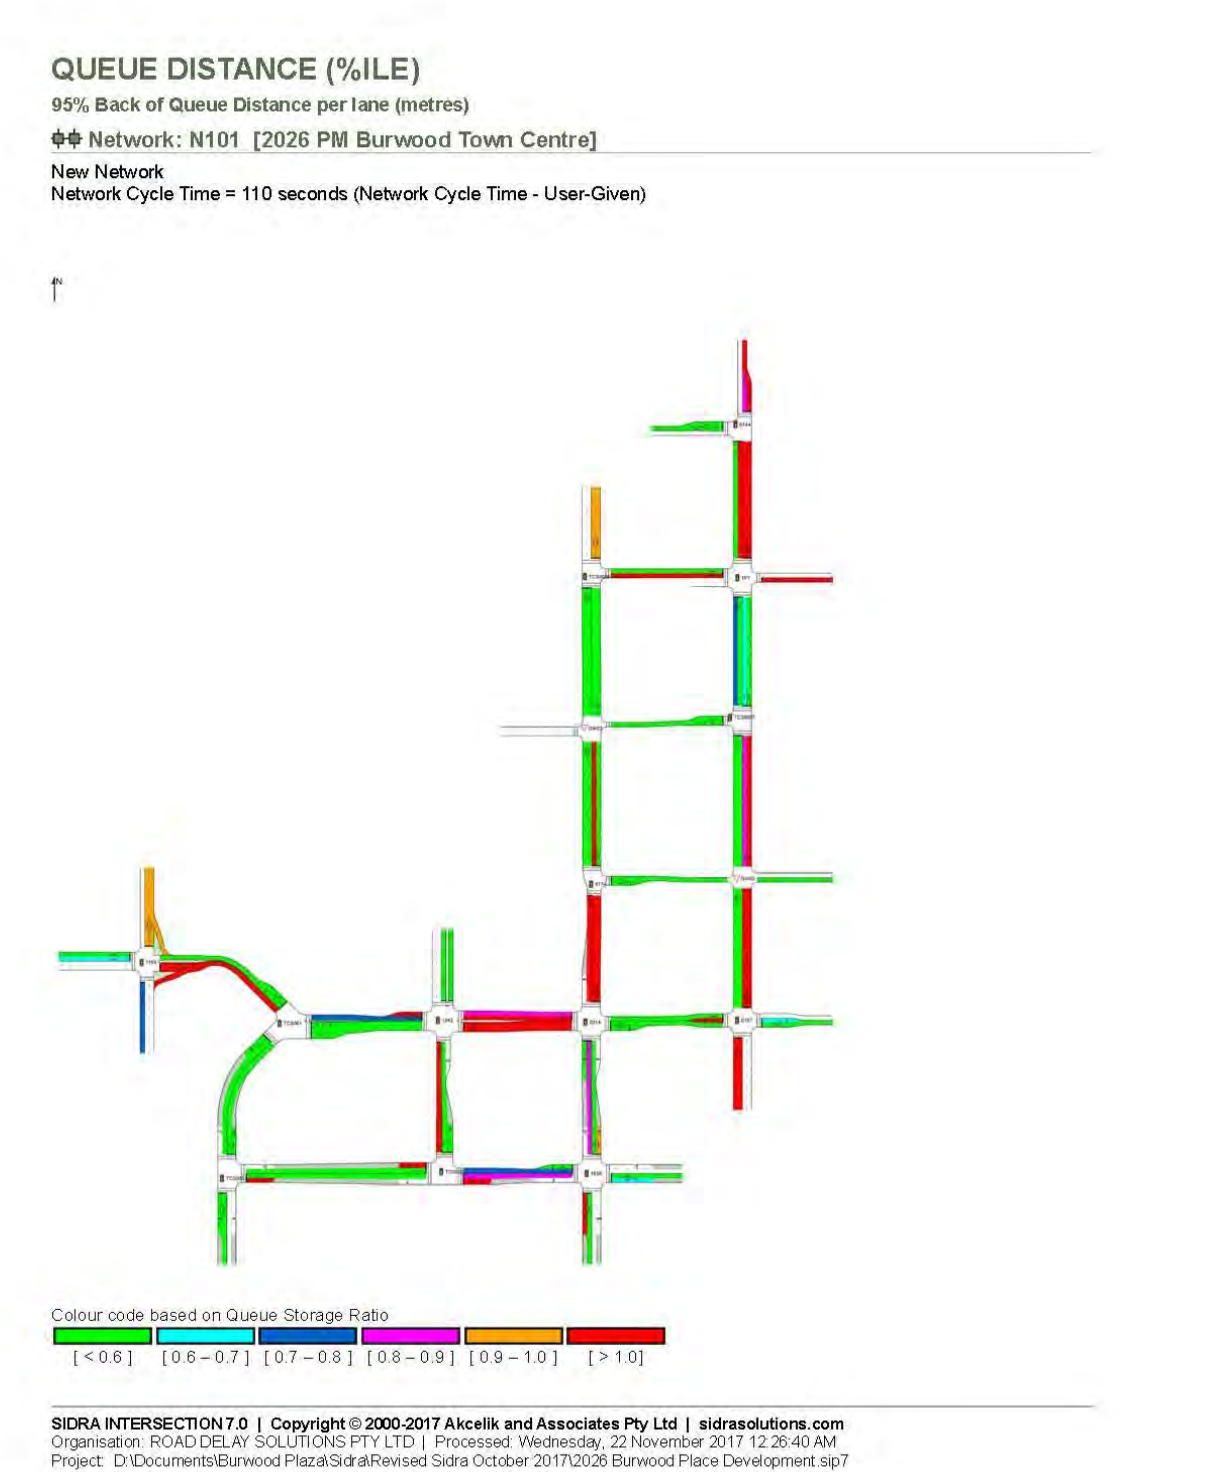 QUEUE DISTANCE (%ILE)
95% Back of Queue Distance per lane (metres)
Network: N101 [2026 PM Burwood Town Centre]
New Network
Network Cycle Time = 110 seconds (Network Cycle Time - User-Given)
N
Colour code based on Queue Storage Ratio
[ < 0.6 ] [ 0.6 – 0.7 ] [ 0.7 – 0.8 ] [ 0.8 – 0.9 ] [ 0.9 – 1.0 ] [ > 1.0]
SIDRA INTERSECTION 7.0 | Copyright © 2000-2017 Akcelik and Associates Pty Ltd | sidrasolutions.com
Organisation: ROAD DELAY SOLUTIONS PTY LTD | Processed: Wednesday, 22 November 2017 12:26:40 AM
Project: D:\Documents\Burwood Plaza\Sidra\Revised Sidra October 2017\2026 Burwood Place Development.sip7